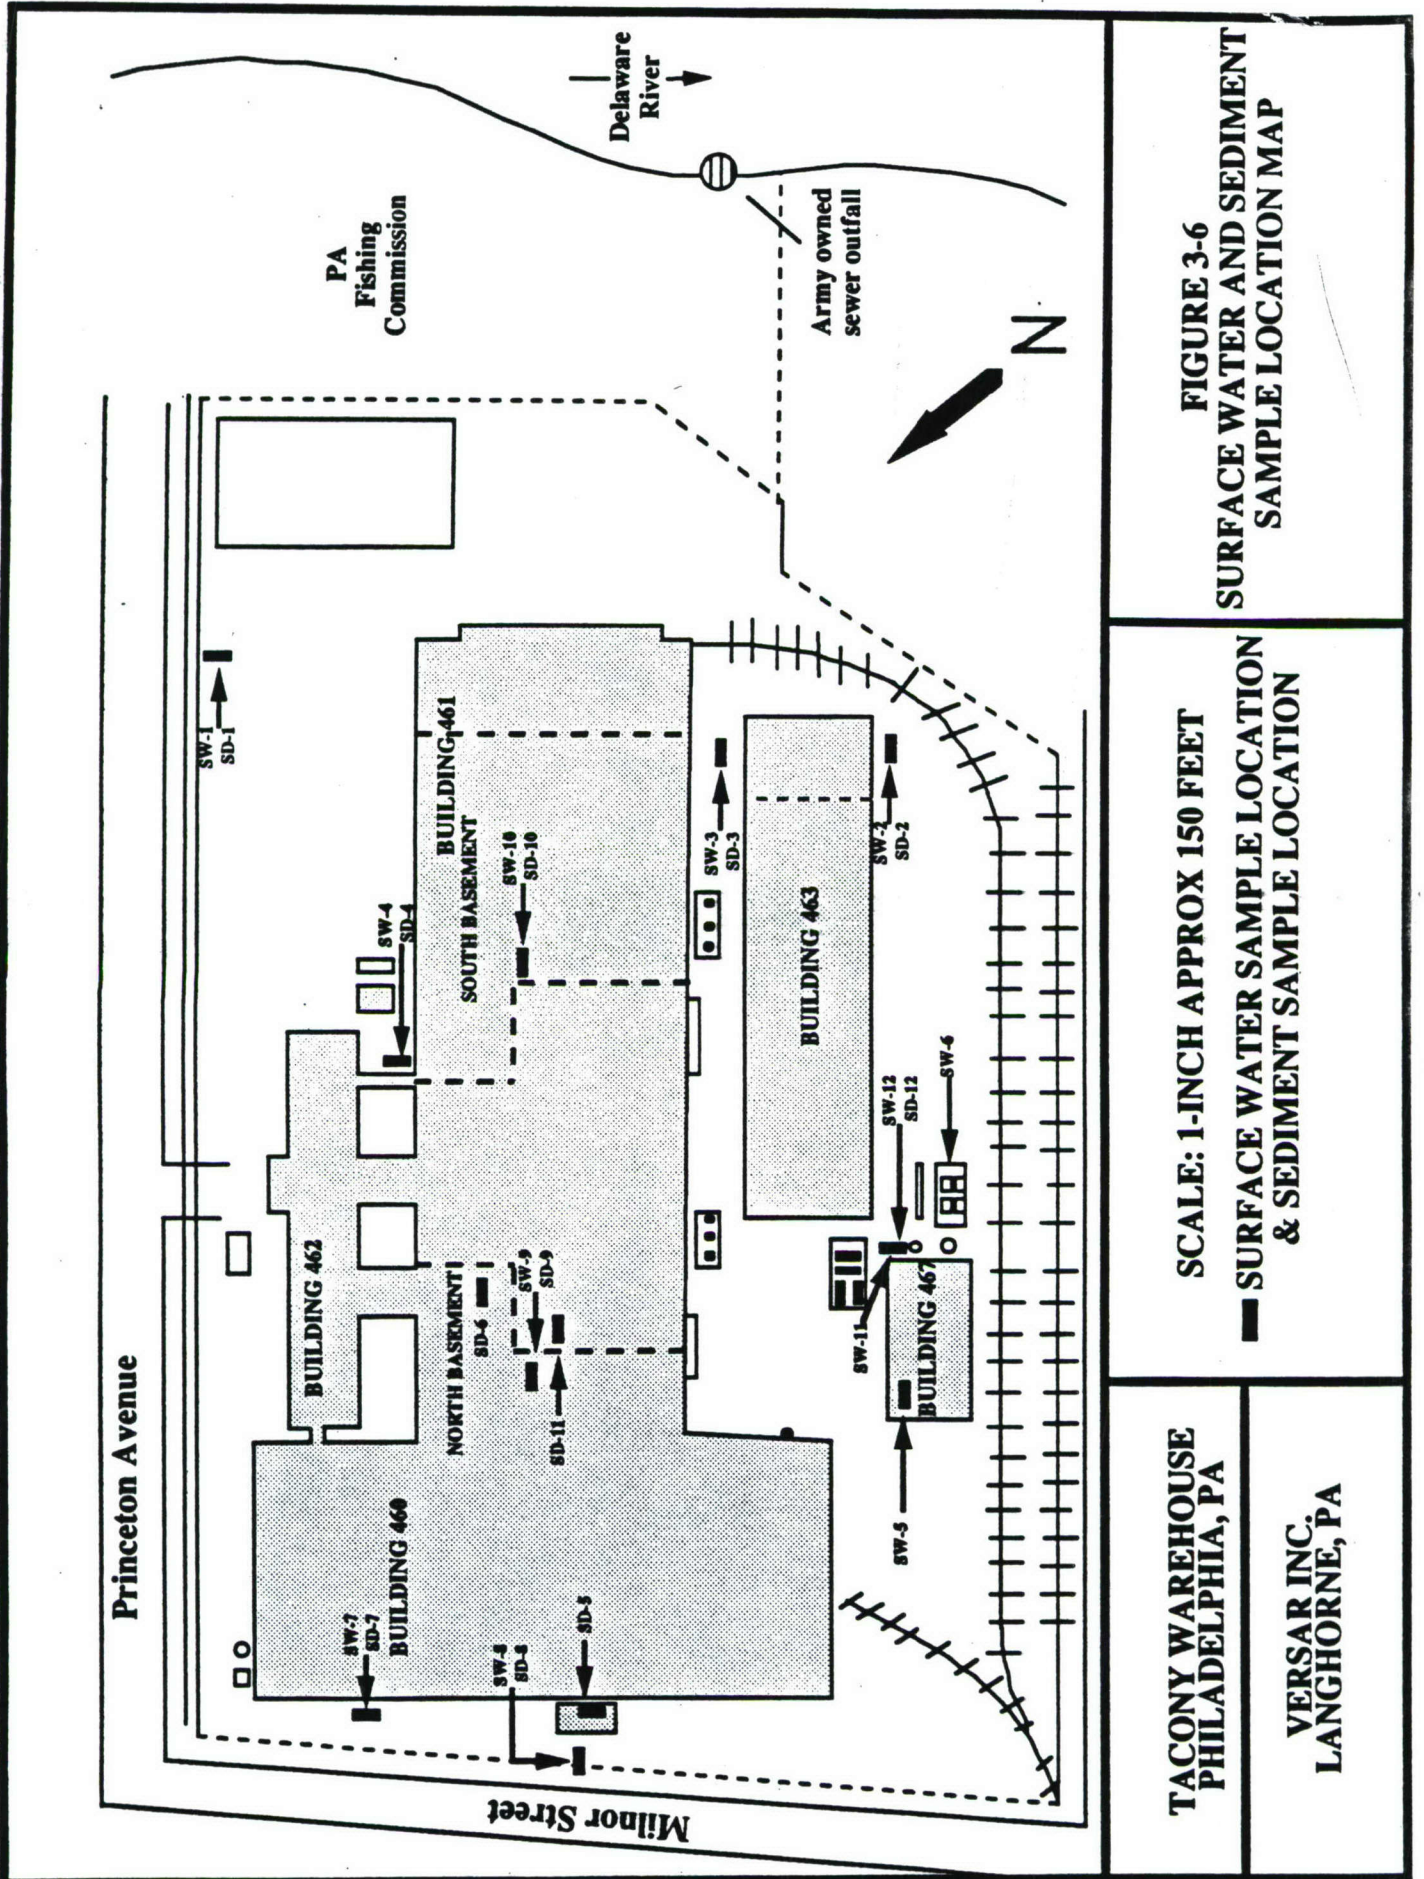 Princeton Avenue
Milnor Street
Delaware
River
PA
Fishing
Commission
Army owned
sewer outfall
N
SW-1
SD-1
BUILDING 461
SOUTH BASEMENT
SW-10
SD-10
SW-4
SD-4
SW-3
SD-3
SW-2
SD-2
BUILDING 463
BUILDING 462
NORTH BASEMENT
SD-6
SW-9
SD-9
SD-11
SW-12
SD-12
SW-6
SW-11
BUILDING 467
SW-5
BUILDING 460
SW-7
SD-7
SW-8
SD-8
SD-5
TACONY WAREHOUSE
PHILADELPHIA, PA
VERSAR INC.
LANGHORNE, PA
SCALE: 1-INCH APPROX 150 FEET
SURFACE WATER SAMPLE LOCATION
& SEDIMENT SAMPLE LOCATION
FIGURE 3-6
SURFACE WATER AND SEDIMENT
SAMPLE LOCATION MAP